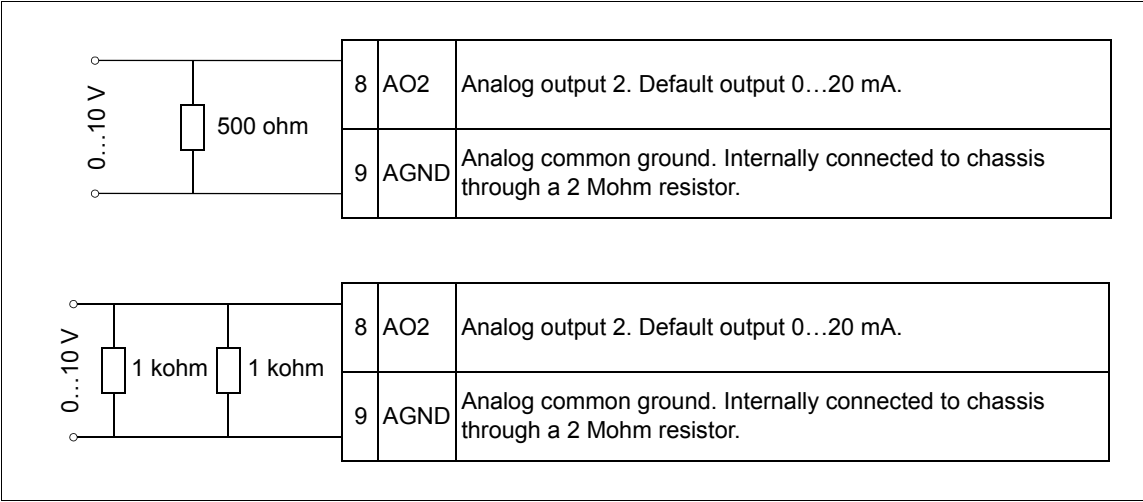 0…10 V
500 ohm
8 AO2 Analog output 2. Default output 0…20 mA.
9 AGND Analog common ground. Internally connected to chassis
through a 2 Mohm resistor.
0…10 V
1 kohm 1 kohm
8 AO2 Analog output 2. Default output 0…20 mA.
9 AGND Analog common ground. Internally connected to chassis
through a 2 Mohm resistor.